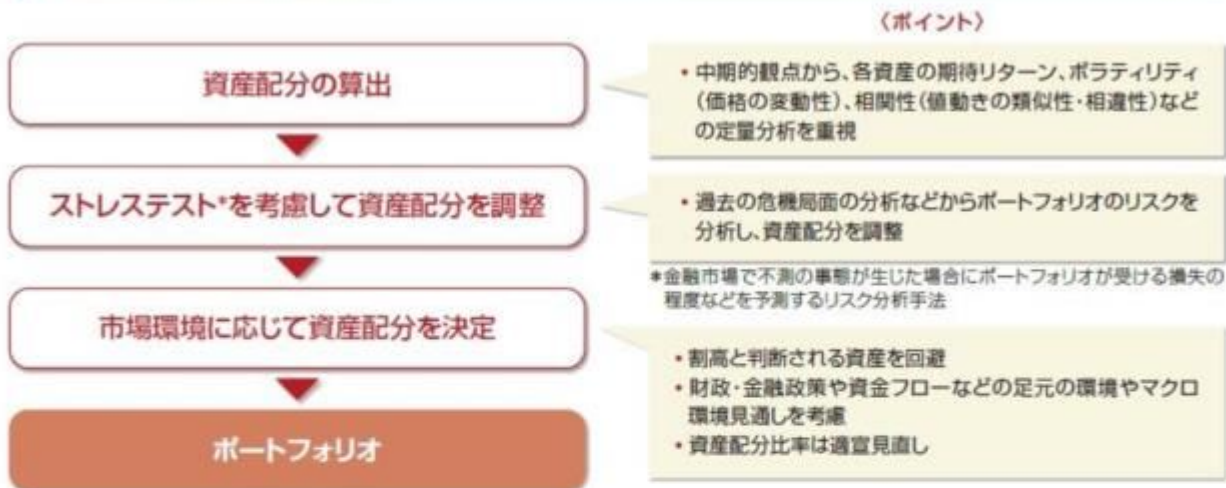 〈ポイント〉
資産配分の算出
• 中期的観点から、各資産の期待リターン、ボラティリティ
(価格の変動性)、相関性(値動きの類似性・相違性)など
の定量分析を重視
ストレステスト*を考慮して資産配分を調整
• 過去の危機局面の分析などからポートフォリオのリスクを
分析し、資産配分を調整
*金融市場で不測の事態が生じた場合にポートフォリオが受ける損失の
程度などを予測するリスク分析手法
市場環境に応じて資産配分を決定
• 割高と判断される資産を回避
• 財政・金融政策や資金フローなどの足元の環境やマクロ
環境見通しを考慮
• 資産配分比率は適宜見直し
ポートフォリオ